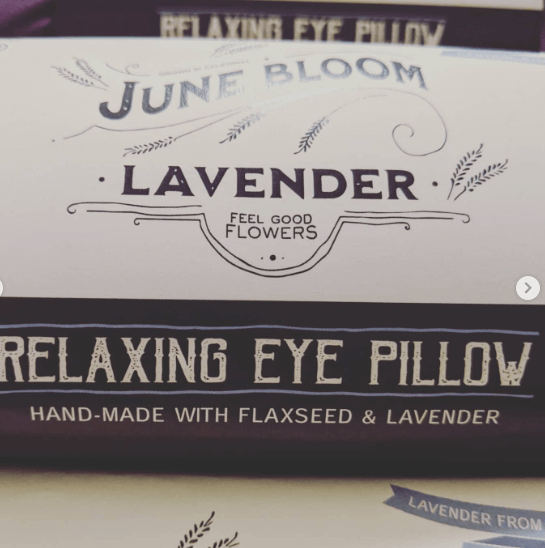 RELAXING EYE PILLOW
JUNE BLOOM
· LAVENDER ·
FEEL GOOD
FLOWERS
RELAXING EYE PILLOW
HAND-MADE WITH FLAXSEED & LAVENDER
LAVENDER FROM